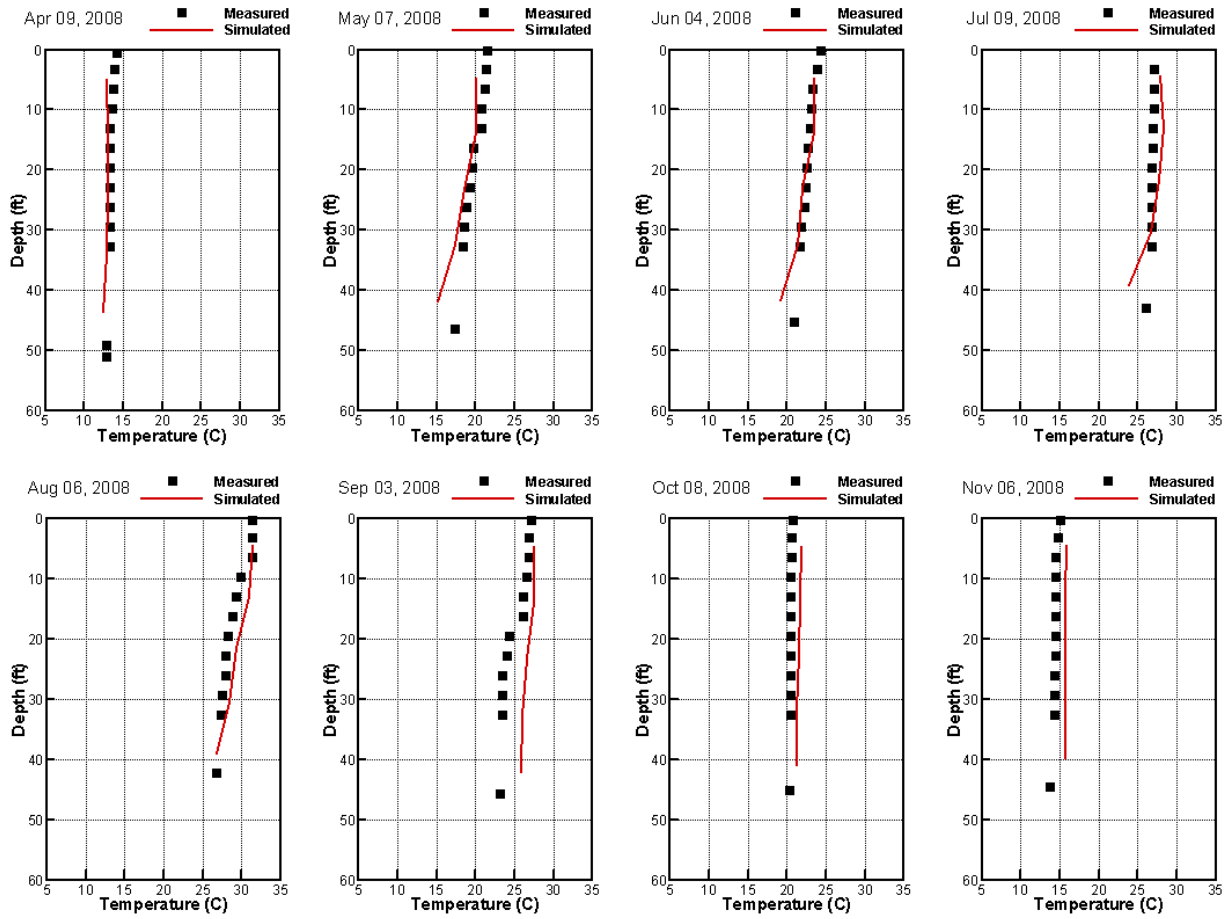 Apr 09, 2008
Measured
Simulated
May 07, 2008
Measured
Simulated
Jun 04, 2008
Measured
Simulated
Jul 09, 2008
Measured
Simulated
0
10
20
30
40
50
60
Depth (ft)
5 10 15 20 25 30 35
Temperature (C)
0
10
20
30
40
50
60
Depth (ft)
5 10 15 20 25 30 35
Temperature (C)
0
10
20
30
40
50
60
Depth (ft)
5 10 15 20 25 30 35
Temperature (C)
0
10
20
30
40
50
60
Depth (ft)
5 10 15 20 25 30 35
Temperature (C)
Aug 06, 2008
Measured
Simulated
Sep 03, 2008
Measured
Simulated
Oct 08, 2008
Measured
Simulated
Nov 06, 2008
Measured
Simulated
0
10
20
30
40
50
60
Depth (ft)
5 10 15 20 25 30 35
Temperature (C)
0
10
20
30
40
50
60
Depth (ft)
5 10 15 20 25 30 35
Temperature (C)
0
10
20
30
40
50
60
Depth (ft)
5 10 15 20 25 30 35
Temperature (C)
0
10
20
30
40
50
60
Depth (ft)
5 10 15 20 25 30 35
Temperature (C)